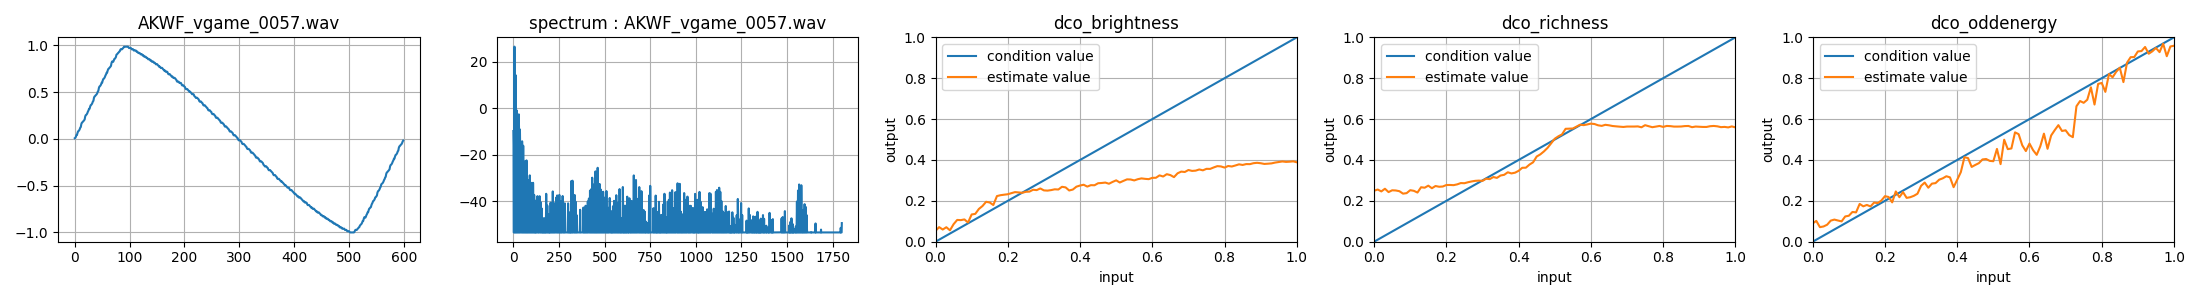 AKWF_vgame_0057.wav
1.0
0.5
0.0
−0.5
−1.0
0 100 200 300 400 500 600
spectrum : AKWF_vgame_0057.wav
20
0
−20
−40
0 250 500 750 1000 1250 1500 1750
dco_brightness
condition value
estimate value
output
1.0
0.8
0.6
0.4
0.2
0.0
0.0 0.2 0.4 0.6 0.8 1.0
input
dco_richness
condition value
estimate value
output
1.0
0.8
0.6
0.4
0.2
0.0
0.0 0.2 0.4 0.6 0.8 1.0
input
dco_oddenergy
condition value
estimate value
output
1.0
0.8
0.6
0.4
0.2
0.0
0.0 0.2 0.4 0.6 0.8 1.0
input